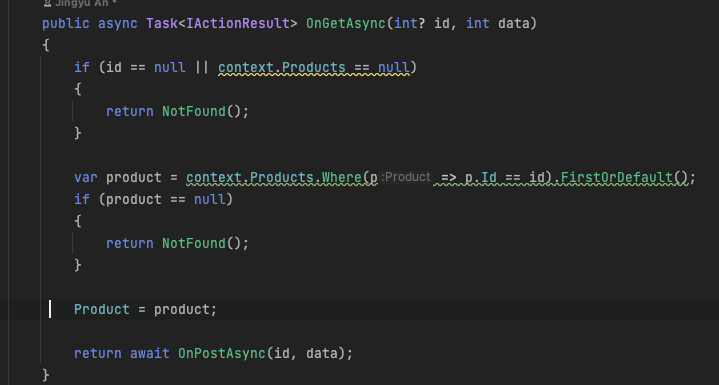 Jingyu An *
public async Task<IActionResult> OnGetAsync(int? id, int data)
{
if (id == null || context.Products == null)
{
return NotFound();
}
var product = context.Products.Where(p :Product => p.Id == id).FirstOrDefault();
if (product == null)
{
return NotFound();
}
Product = product;
return await OnPostAsync(id, data);
}